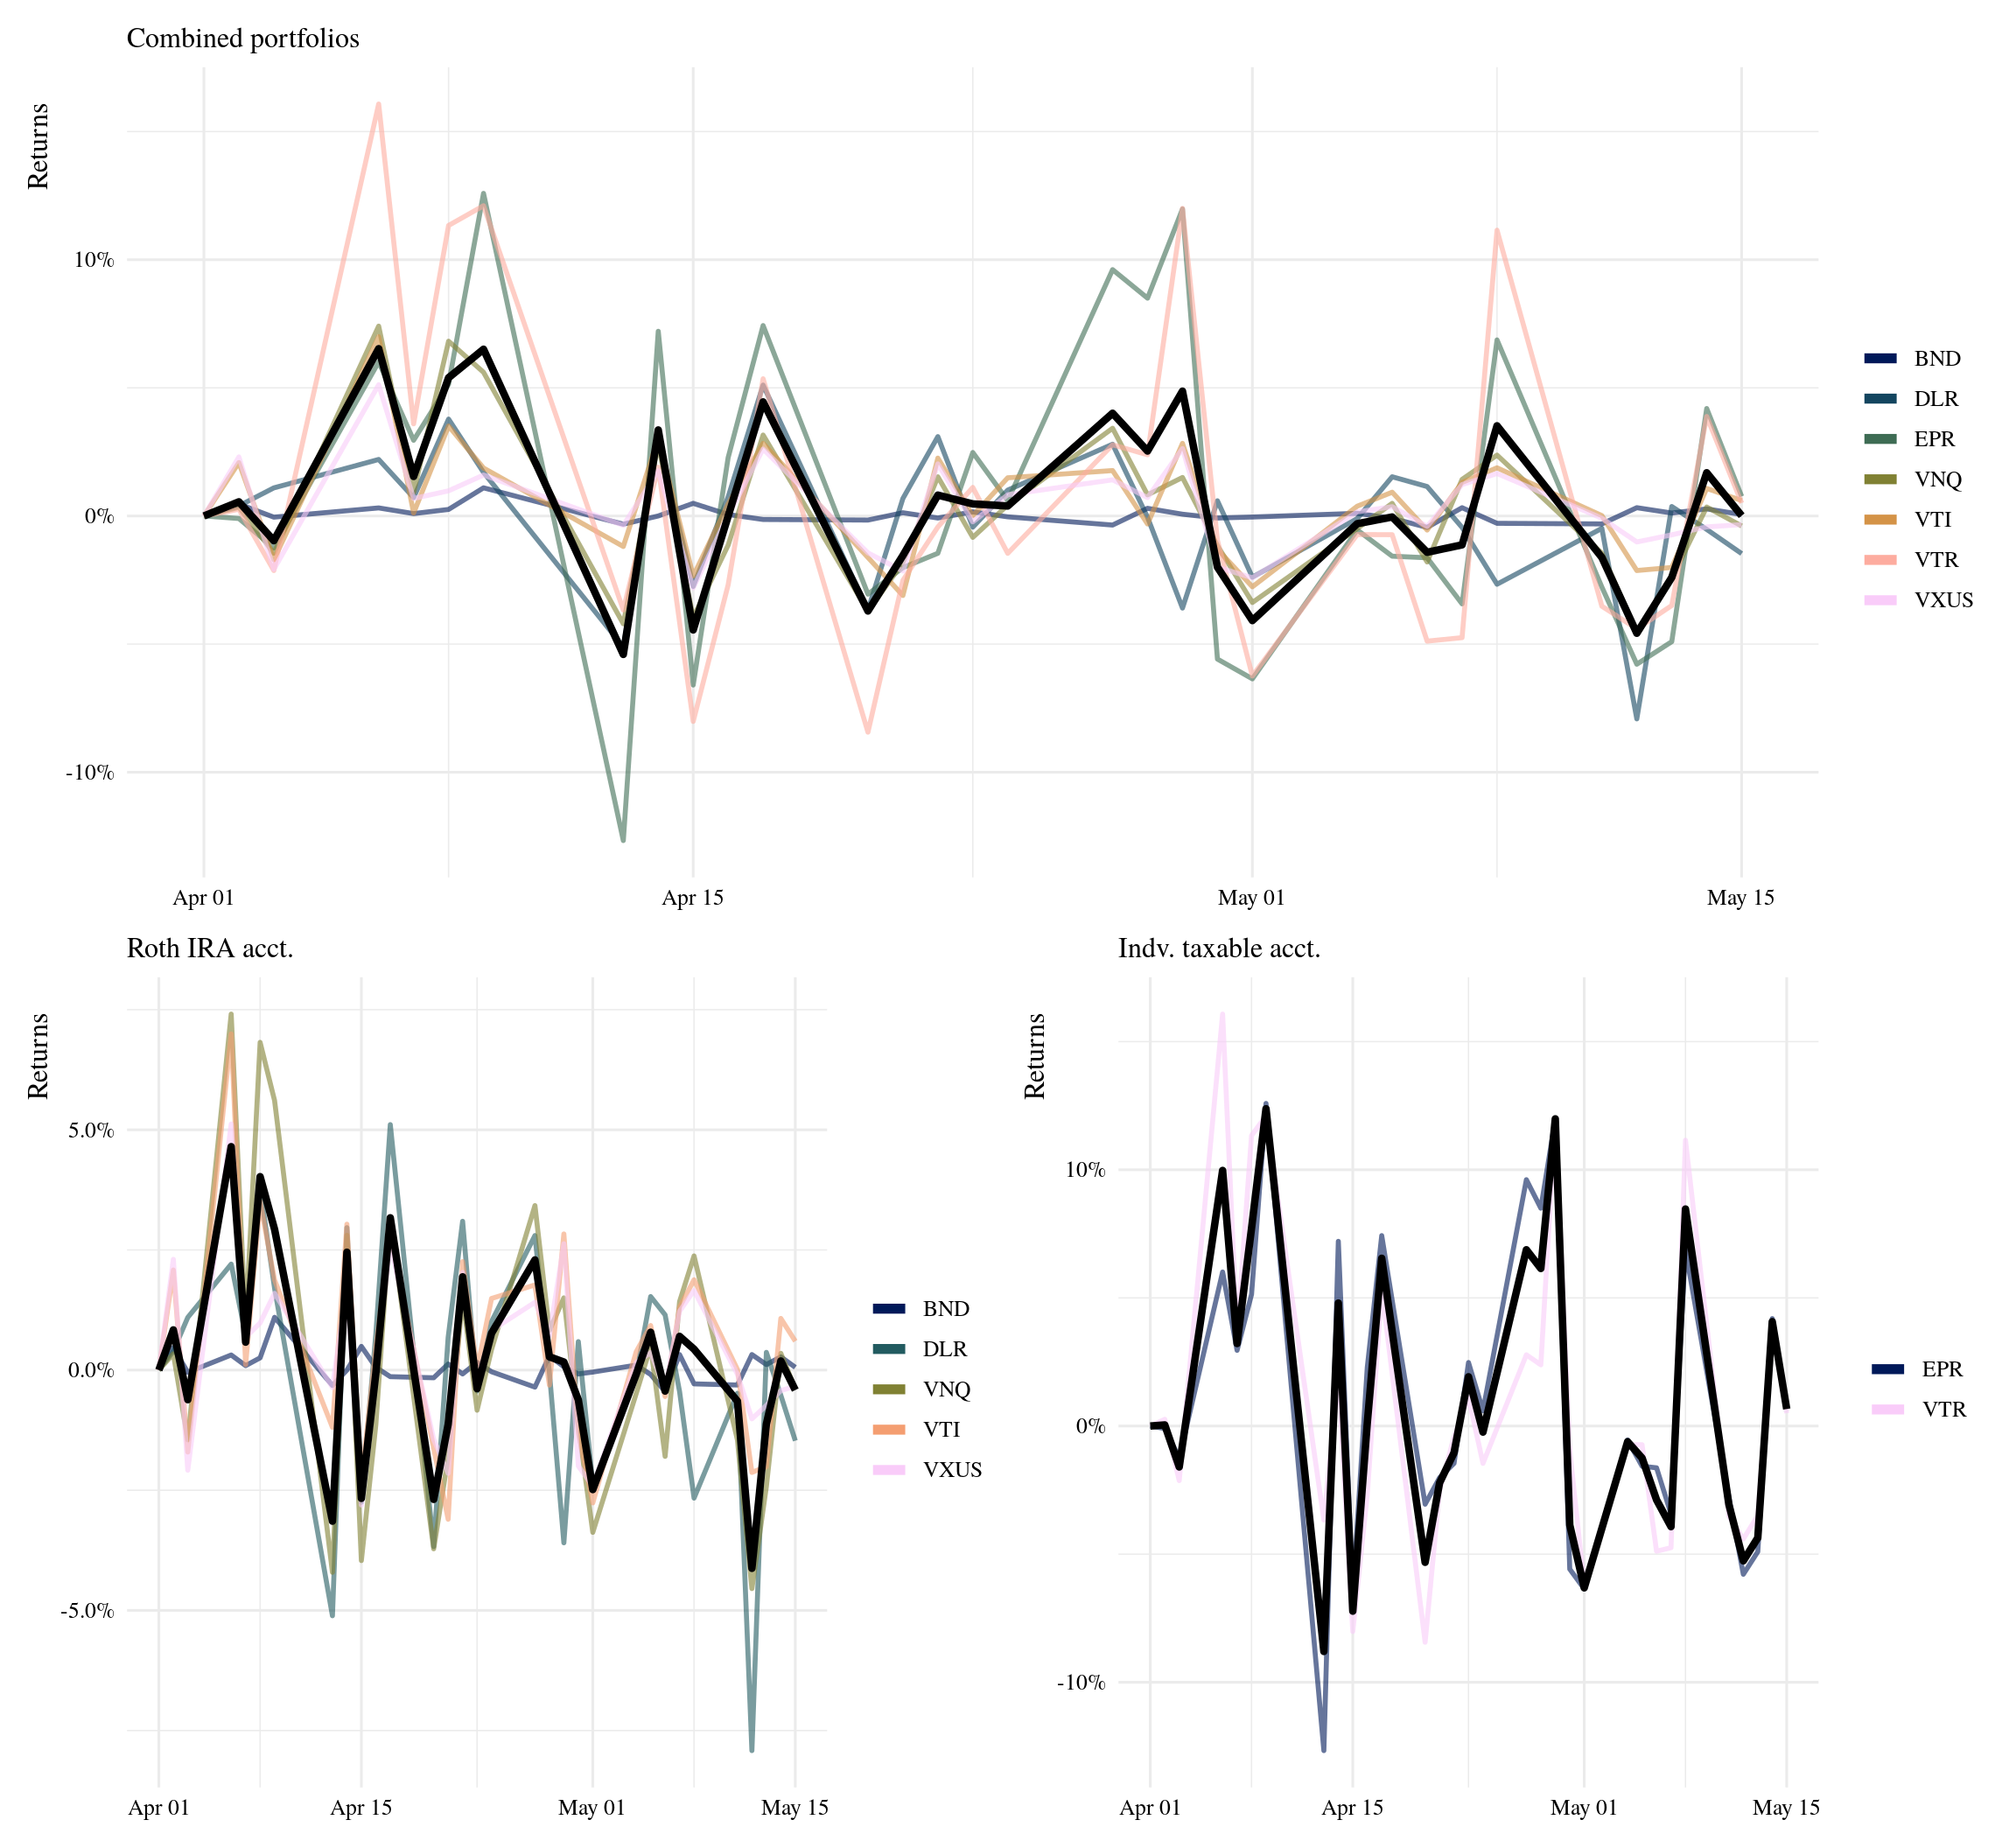 Combined portfolios
Returns
10%
0%
-10%
Apr 01
Apr 15
May 01
May 15
BND
DLR
EPR
VNQ
VTI
VTR
VXUS
Roth IRA acct.
Returns
5.0%
0.0%
-5.0%
Apr 01
Apr 15
May 01
May 15
BND
DLR
VNQ
VTI
VXUS
Indv. taxable acct.
Returns
10%
0%
-10%
Apr 01
Apr 15
May 01
May 15
EPR
VTR